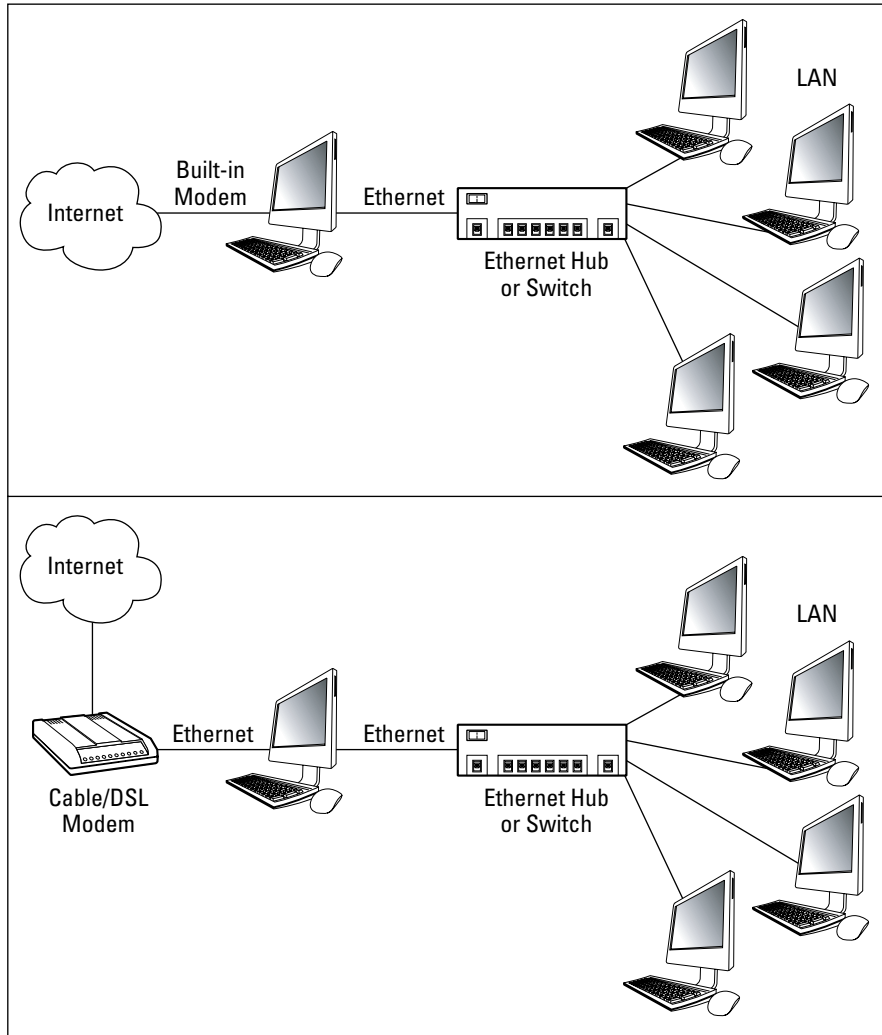 LAN
Built-in
Modem
Internet
Ethernet
Ethernet Hub
or Switch
Internet
LAN
Ethernet
Ethernet
Cable/DSL
Modem
Ethernet Hub
or Switch